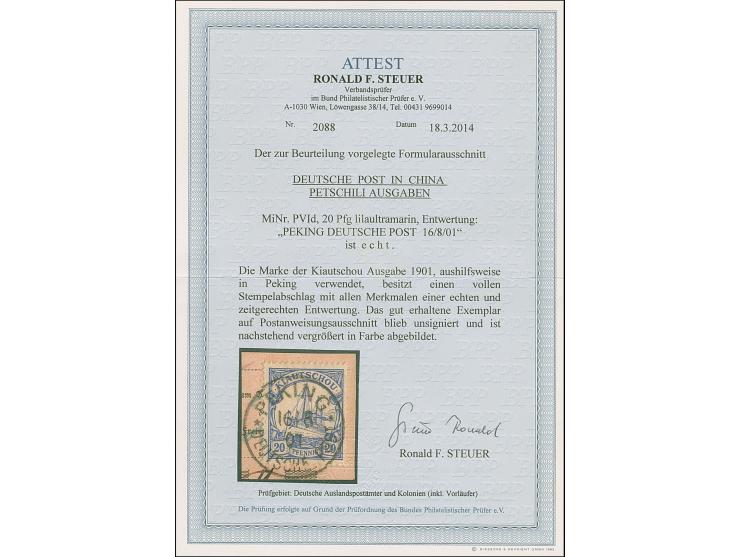 ATTEST
RONALD F. STEUER
Verbandsprüfer
im Bund Philatelistischer Prüfer e. V.
A-1030 Wien, Löwengasse 38/14, Tel. 00431 9699014
Nr. 2088 Datum 18.3.2014
Der zur Beurteilung vorgelegte Formularausschnitt
DEUTSCHE POST IN CHINA
PETSCHILI AUSGABEN
MiNr. PVId, 20 Pfg lilaultramarin, Entwertung:
„PEKING DEUTSCHE POST 16/8/01“
ist echt.
Die Marke der Kiautschou Ausgabe 1901, aushilfsweise
in Peking verwendet, besitzt einen vollen
Stempelabschlag mit allen Merkmalen einer echten und
zeitgerechten Entwertung. Das gut erhaltene Exemplar
auf Postanweisungsausschnitt blieb unsigniert und ist
nachstehend vergrößert in Farbe abgebildet.
KIAUTSCHOU
PEKING
16 8
01
DEUTSCHE
20 PFENNIG 20
Ronald F. STEUER
Prüfgebiet: Deutsche Auslandspostämter und Kolonien (inkl. Vorläufer)
Die Prüfung erfolgte auf Grund der Prüfordnung des Bundes Philatelistischer Prüfer e.V.